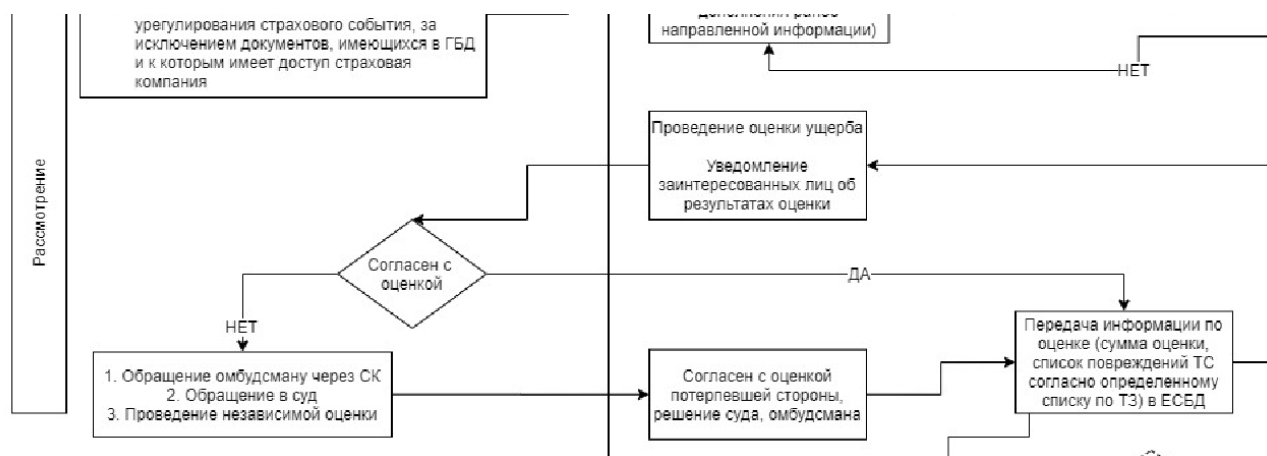 урегулирования страхового события, за
исключением документов, имеющихся в ГБД
и к которым имеет доступ страховая
компания
направленной информации)
НЕТ
Проведение оценки ущерба
Уведомление
заинтересованных лиц об
результатах оценки
Рассмотрение
Согласен с
оценкой
ДА
НЕТ
Передача информации по
оценке (сумма оценки,
список повреждений ТС
согласно определенному
списку по ТЗ) в ЕСБД
1. Обращение омбудсману через СК
2. Обращение в суд
3. Проведение независимой оценки
Согласен с оценкой
потерпевшей стороны,
решение суда, омбудсмана